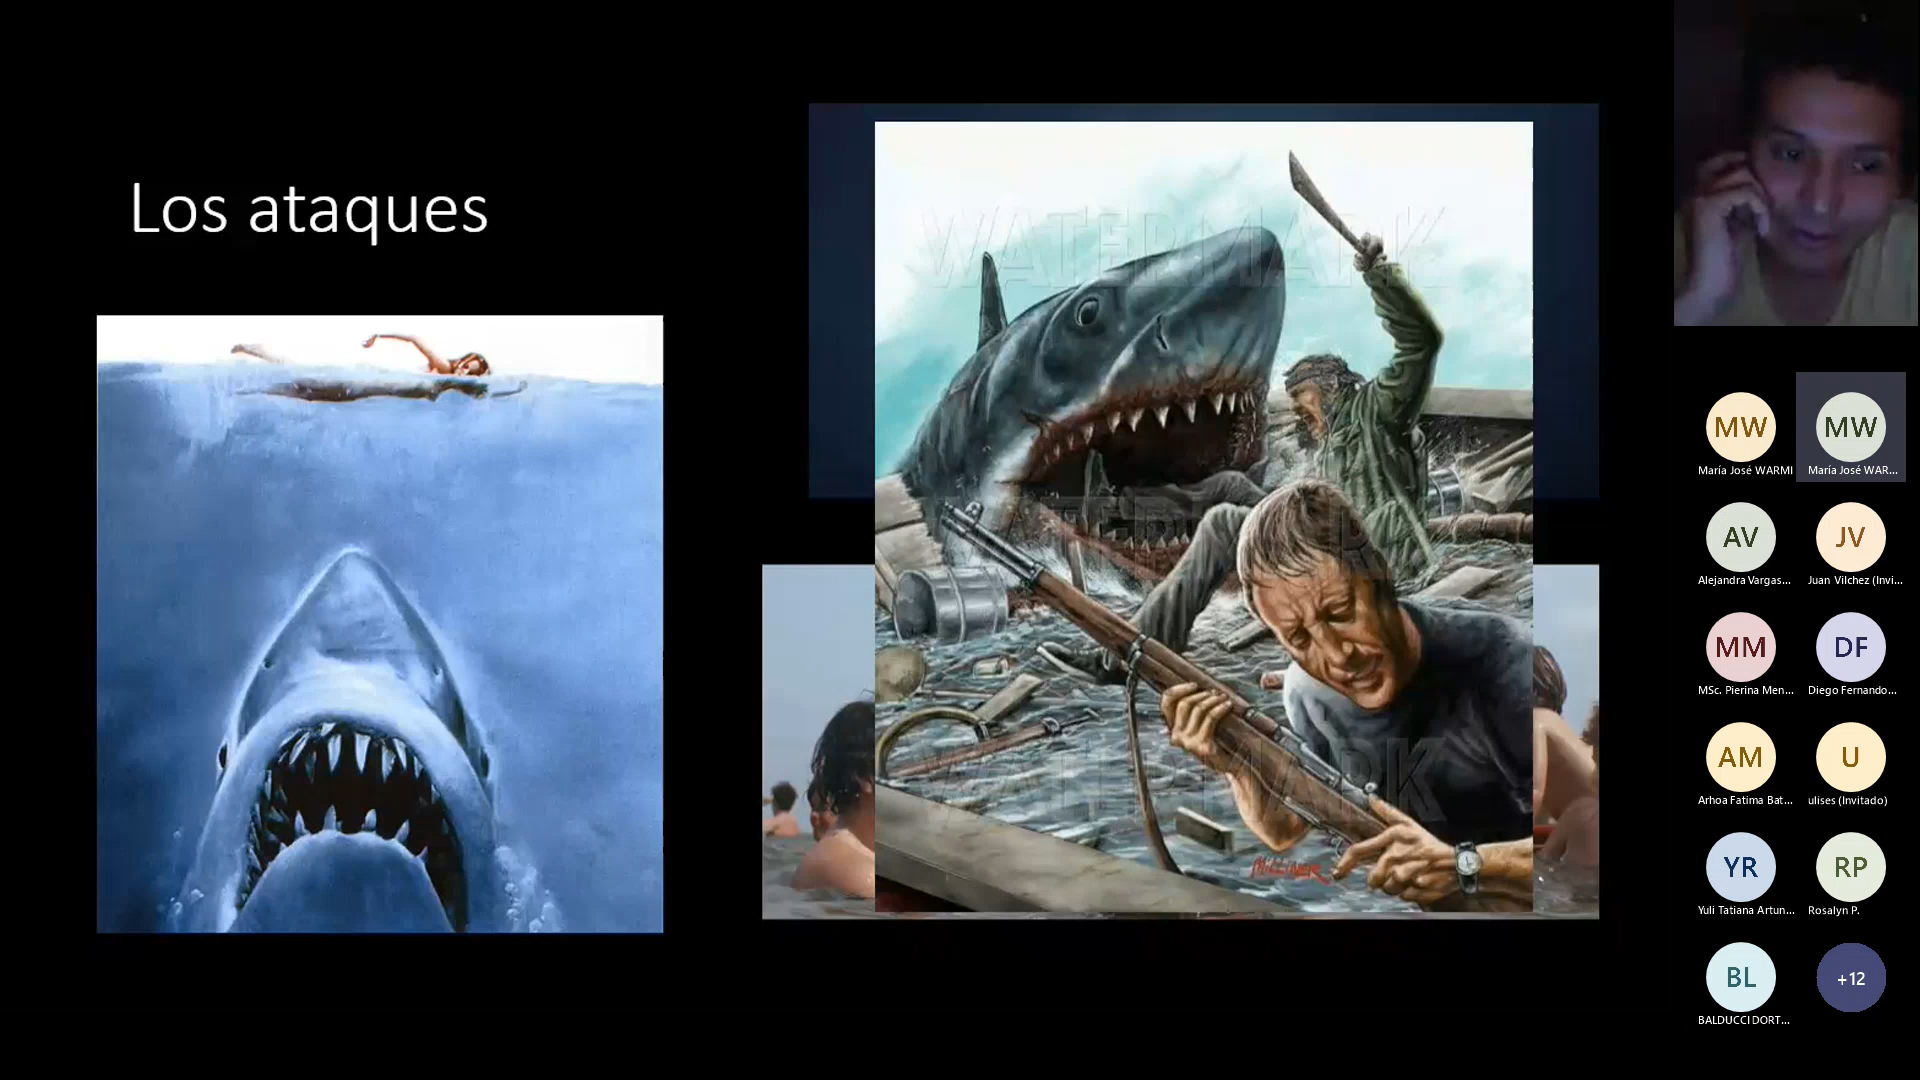 Los ataques
WATERMARK
WATERMARK
WATERMARK
MW
María José WARMI
MW
María José WAR...
AV
Alejandra Vargas...
JV
Juan Vilchez (Invi...
MM
MSc. Pierina Men...
DF
Diego Fernando...
AM
Arhoa Fatima Bat...
U
ulises (Invitado)
YR
Yuli Tatiana Artun...
RP
Rosalyn P.
BL
BALDUCCI DORT...
+12